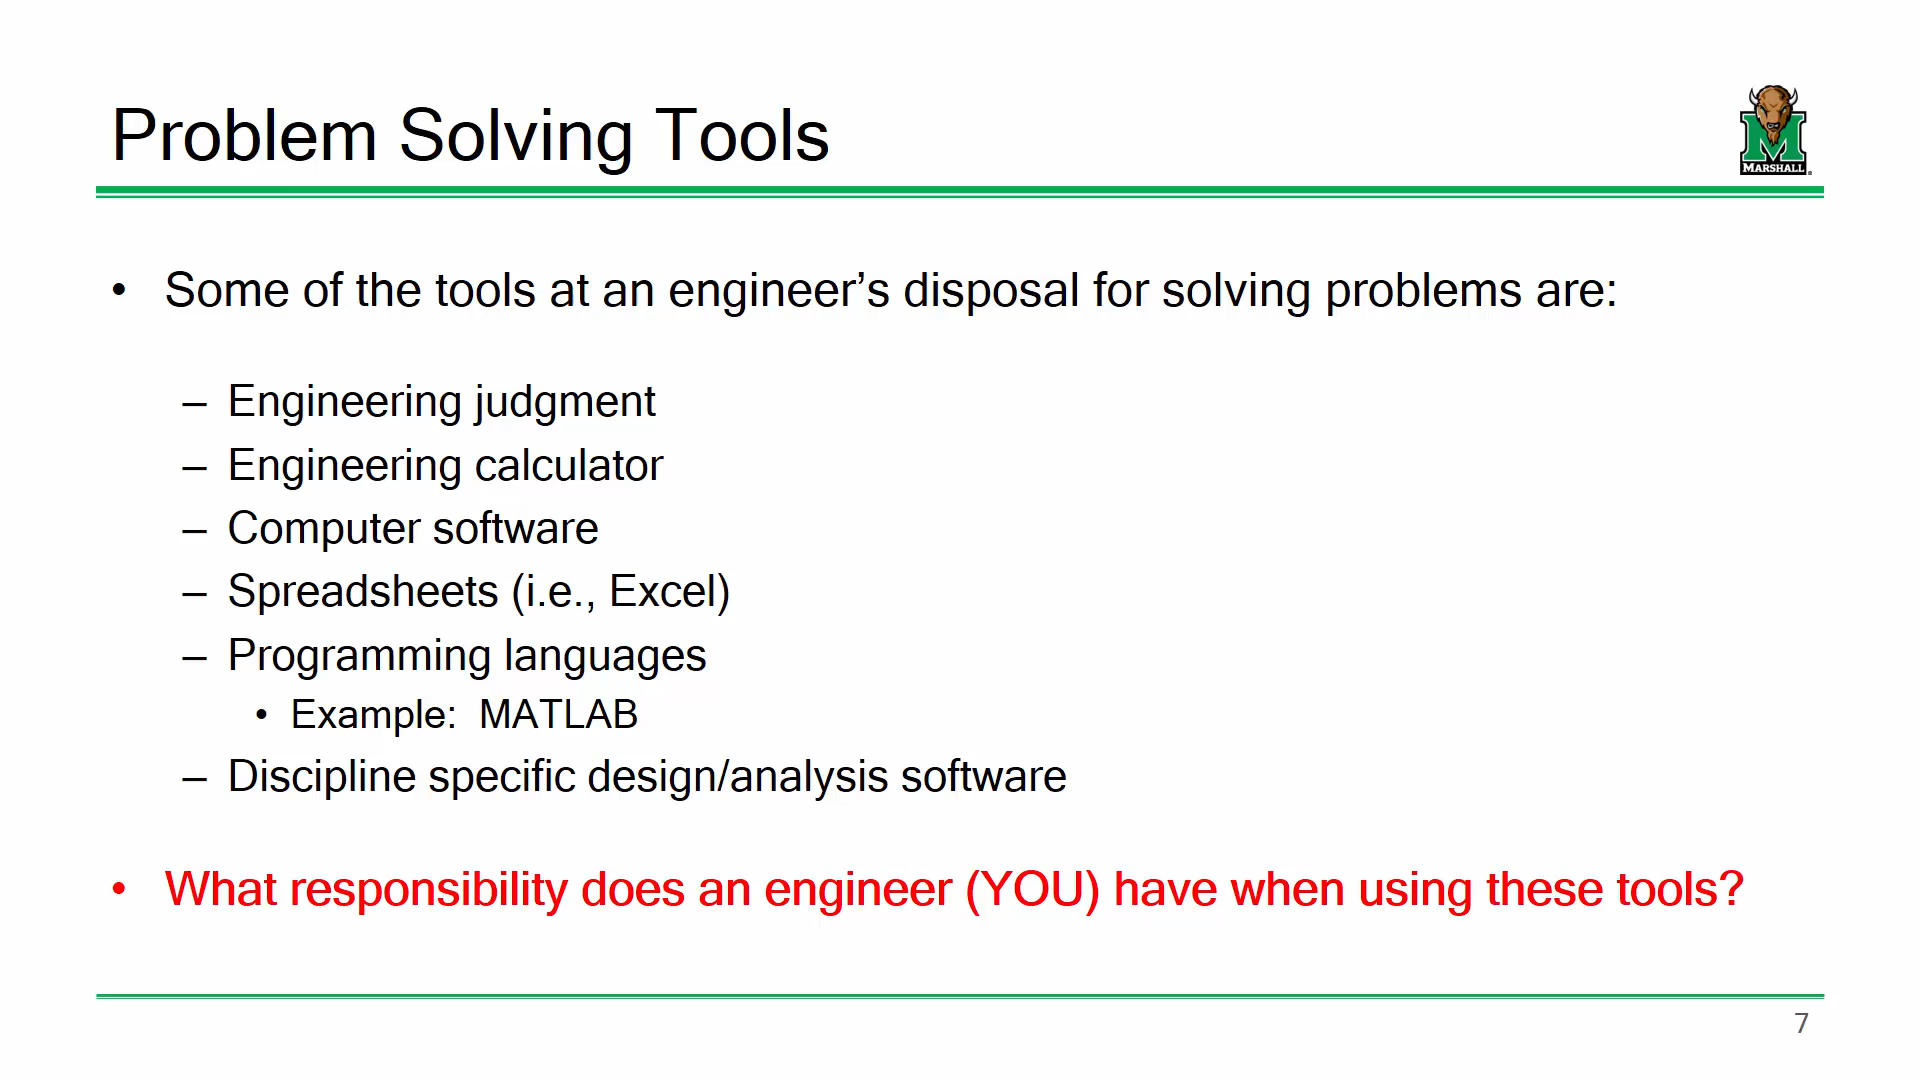 Problem Solving Tools
MARSHALL
• Some of the tools at an engineer’s disposal for solving problems are:
– Engineering judgment
– Engineering calculator
– Computer software
– Spreadsheets (i.e., Excel)
– Programming languages
• Example:  MATLAB
– Discipline specific design/analysis software
• What responsibility does an engineer (YOU) have when using these tools?
7